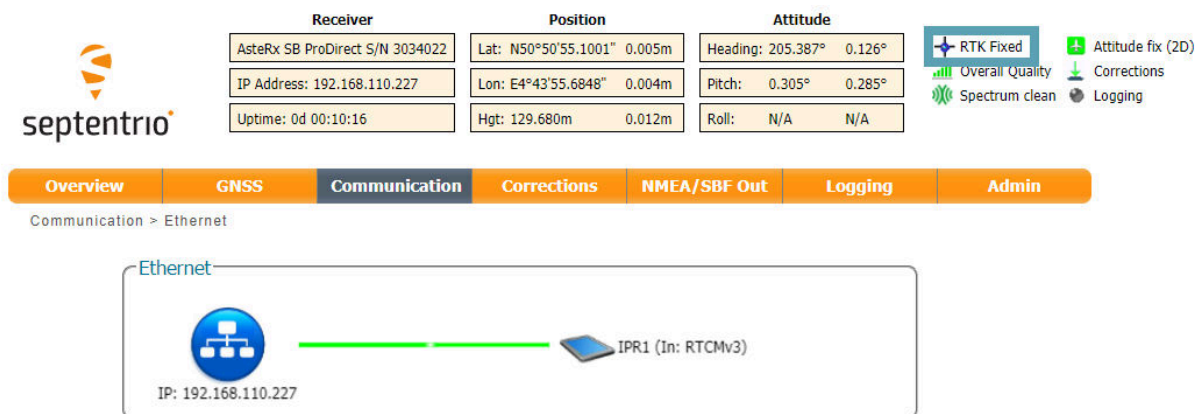 Receiver
Position
Attitude
AsteRx SB ProDirect S/N 3034022
Lat: N50°50'55.1001" 0.005m
Heading: 205.387° 0.126°
RTK Fixed
Attitude fix (2D)
IP Address: 192.168.110.227
Lon: E4°43'55.6848" 0.004m
Pitch: 0.305° 0.285°
Overall Quality
Corrections
Uptime: 0d 00:10:16
Hgt: 129.680m 0.012m
Roll: N/A N/A
Spectrum clean
Logging
septentrio
Overview GNSS Communication Corrections NMEA/SBF Out Logging Admin
Communication > Ethernet
Ethernet
IPR1 (In: RTCMv3)
IP: 192.168.110.227